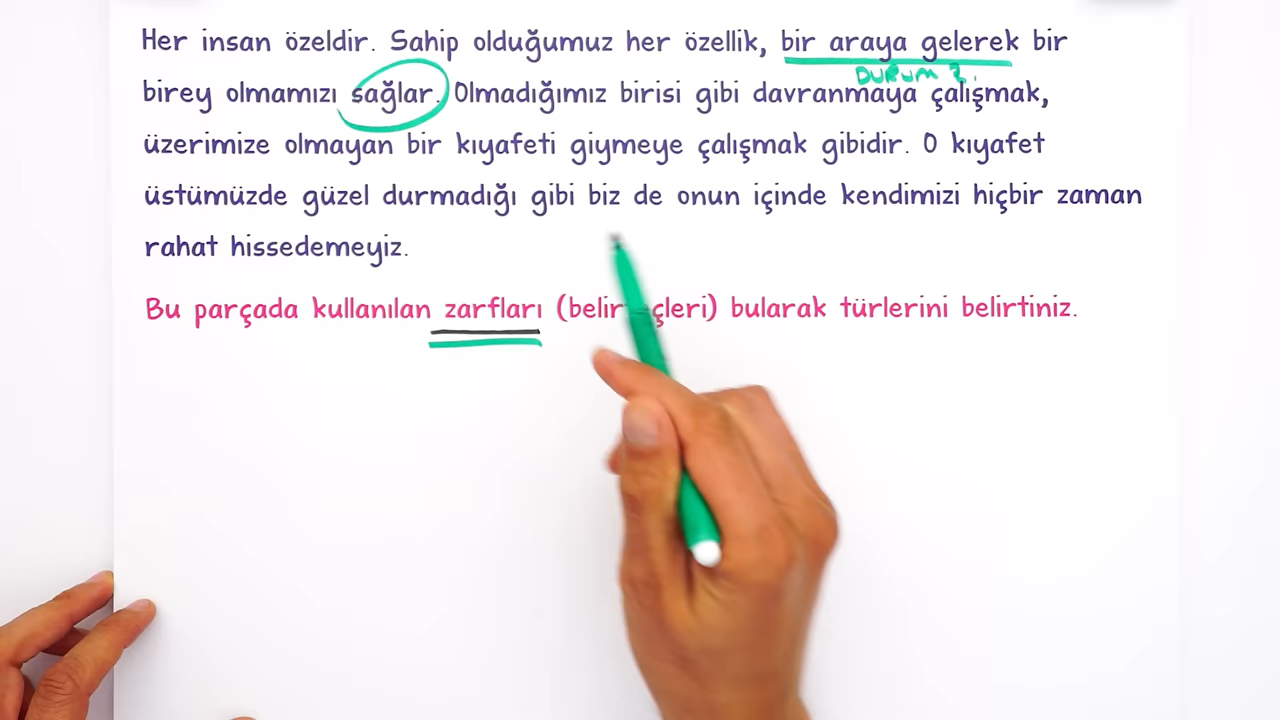 Her insan özeldir. Sahip olduğumuz her özellik, bir araya gelerek bir
DURUM Z.
birey olmamızı sağlar. Olmadığımız birisi gibi davranmaya çalışmak,
üzerimize olmayan bir kıyafeti giymeye çalışmak gibidir. O kıyafet
üstümüzde güzel durmadığı gibi biz de onun içinde kendimizi hiçbir zaman
rahat hissedemeyiz.
Bu parçada kullanılan zarfları bularak türlerini belirtiniz.